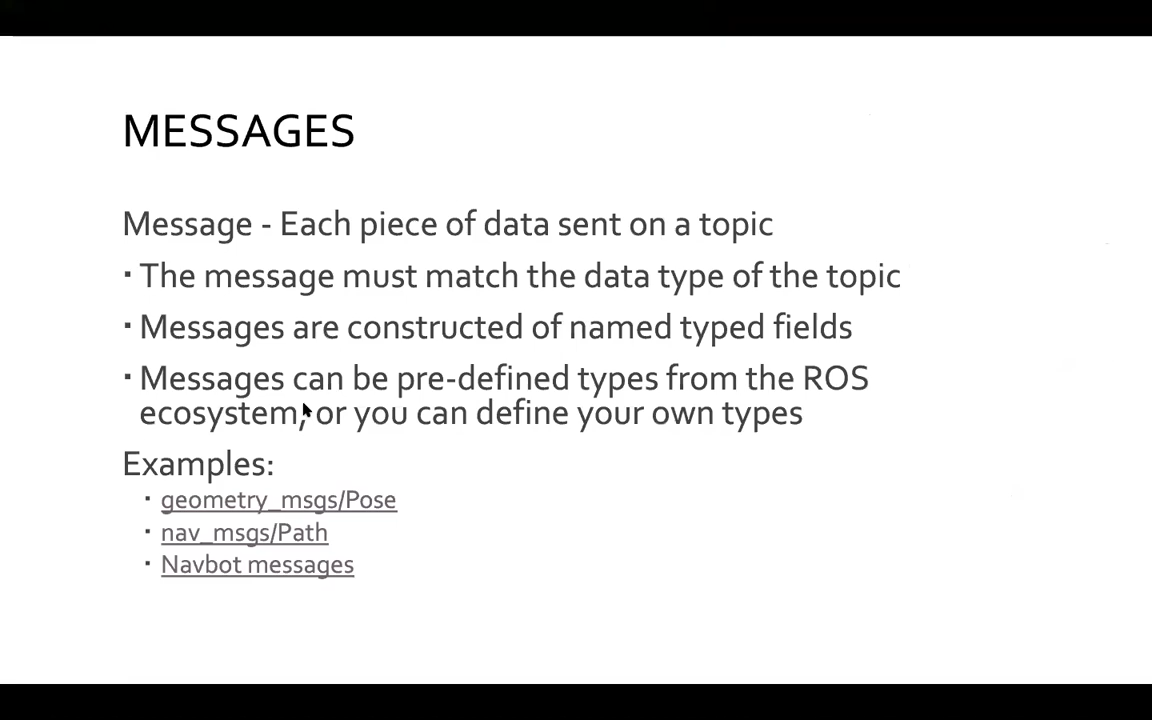 MESSAGES
Message - Each piece of data sent on a topic
▪ The message must match the data type of the topic
▪ Messages are constructed of named typed fields
▪ Messages can be pre-defined types from the ROS
ecosystem, or you can define your own types
Examples:
▪ geometry_msgs/Pose
▪ nav_msgs/Path
▪ Navbot messages